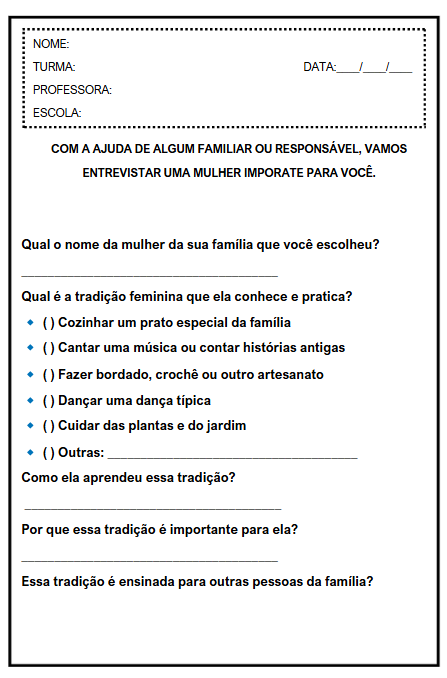 NOME:
TURMA: DATA:____/____/____
PROFESSORA:
ESCOLA:
COM A AJUDA DE ALGUM FAMILIAR OU RESPONSÁVEL, VAMOS
ENTREVISTAR UMA MULHER IMPORATE PARA VOCÊ.
Qual o nome da mulher da sua família que você escolheu?
______________________________________
Qual é a tradição feminina que ela conhece e pratica?
( ) Cozinhar um prato especial da família
( ) Cantar uma música ou contar histórias antigas
( ) Fazer bordado, crochê ou outro artesanato
( ) Dançar uma dança típica
( ) Cuidar das plantas e do jardim
( ) Outras: _____________________________________
Como ela aprendeu essa tradição?
______________________________________
Por que essa tradição é importante para ela?
______________________________________
Essa tradição é ensinada para outras pessoas da família?